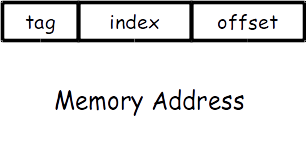 tag index offset
Memory Address